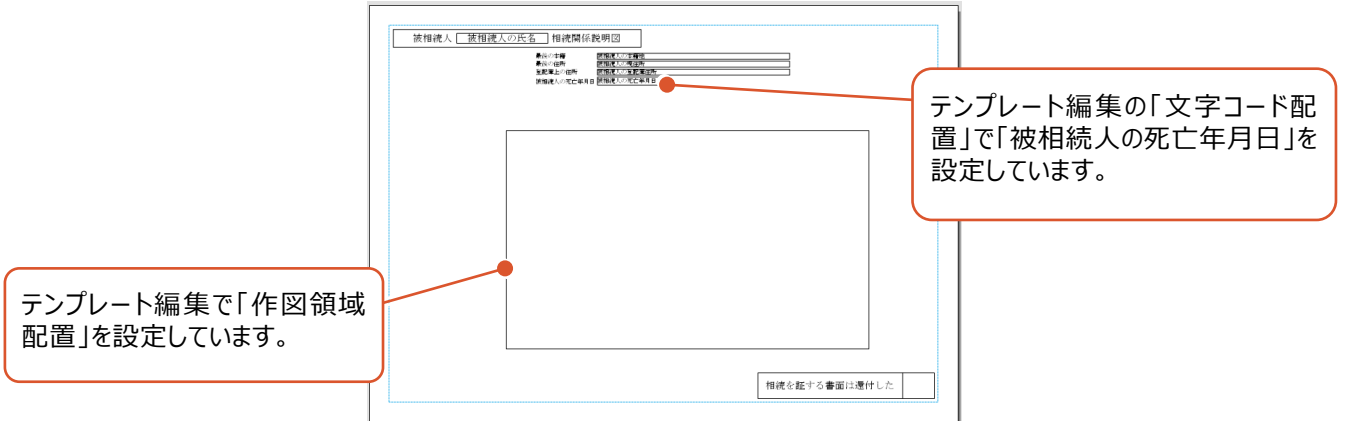 被相続人 被相続人の氏名 相続関係説明図
最後の本籍 被相続人の本籍地
最後の住所 被相続人の現住所
登記簿上の住所 被相続人の登記簿住所
被相続人の死亡年月日 被相続人の死亡年月日
テンプレート編集の「文字コード配
置」で「被相続人の死亡年月日」を
設定しています。
テンプレート編集で「作図領域
配置」を設定しています。
相続を証する書面は還付した